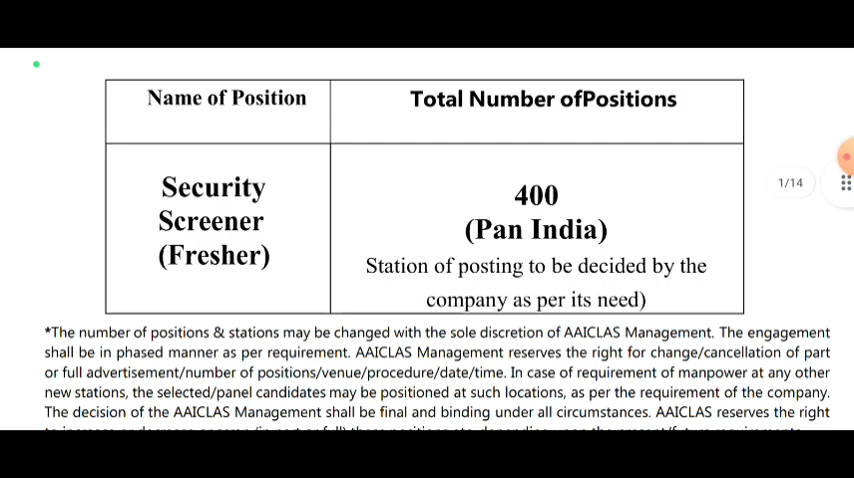 Name of Position
Total Number ofPositions
Security
Screener
(Fresher)
400
(Pan India)
Station of posting to be decided by the
company as per its need)
1/14
*The number of positions & stations may be changed with the sole discretion of AAICLAS Management. The engagement
shall be in phased manner as per requirement. AAICLAS Management reserves the right for change/cancellation of part
or full advertisement/number of positions/venue/procedure/date/time. In case of requirement of manpower at any other
new stations, the selected/panel candidates may be positioned at such locations, as per the requirement of the company.
The decision of the AAICLAS Management shall be final and binding under all circumstances. AAICLAS reserves the right